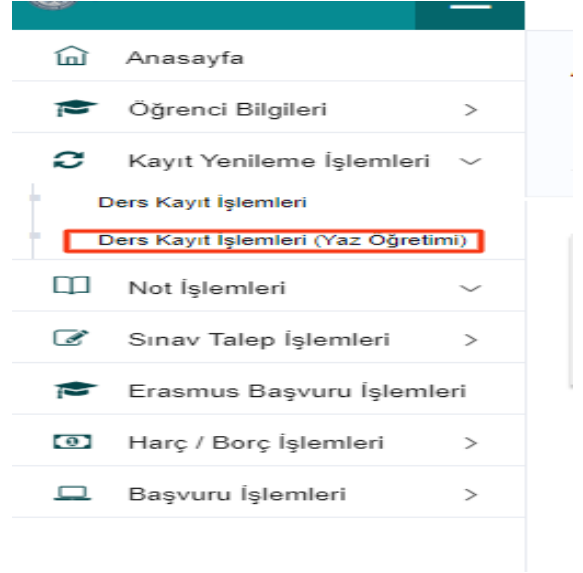 Anasayfa
Öğrenci Bilgileri
Kayıt Yenileme İşlemleri
Ders Kayıt İşlemleri
Ders Kayıt İşlemleri (Yaz Öğretimi)
Not İşlemleri
Sınav Talep İşlemleri
Erasmus Başvuru İşlemleri
Harç / Borç İşlemleri
Başvuru İşlemleri